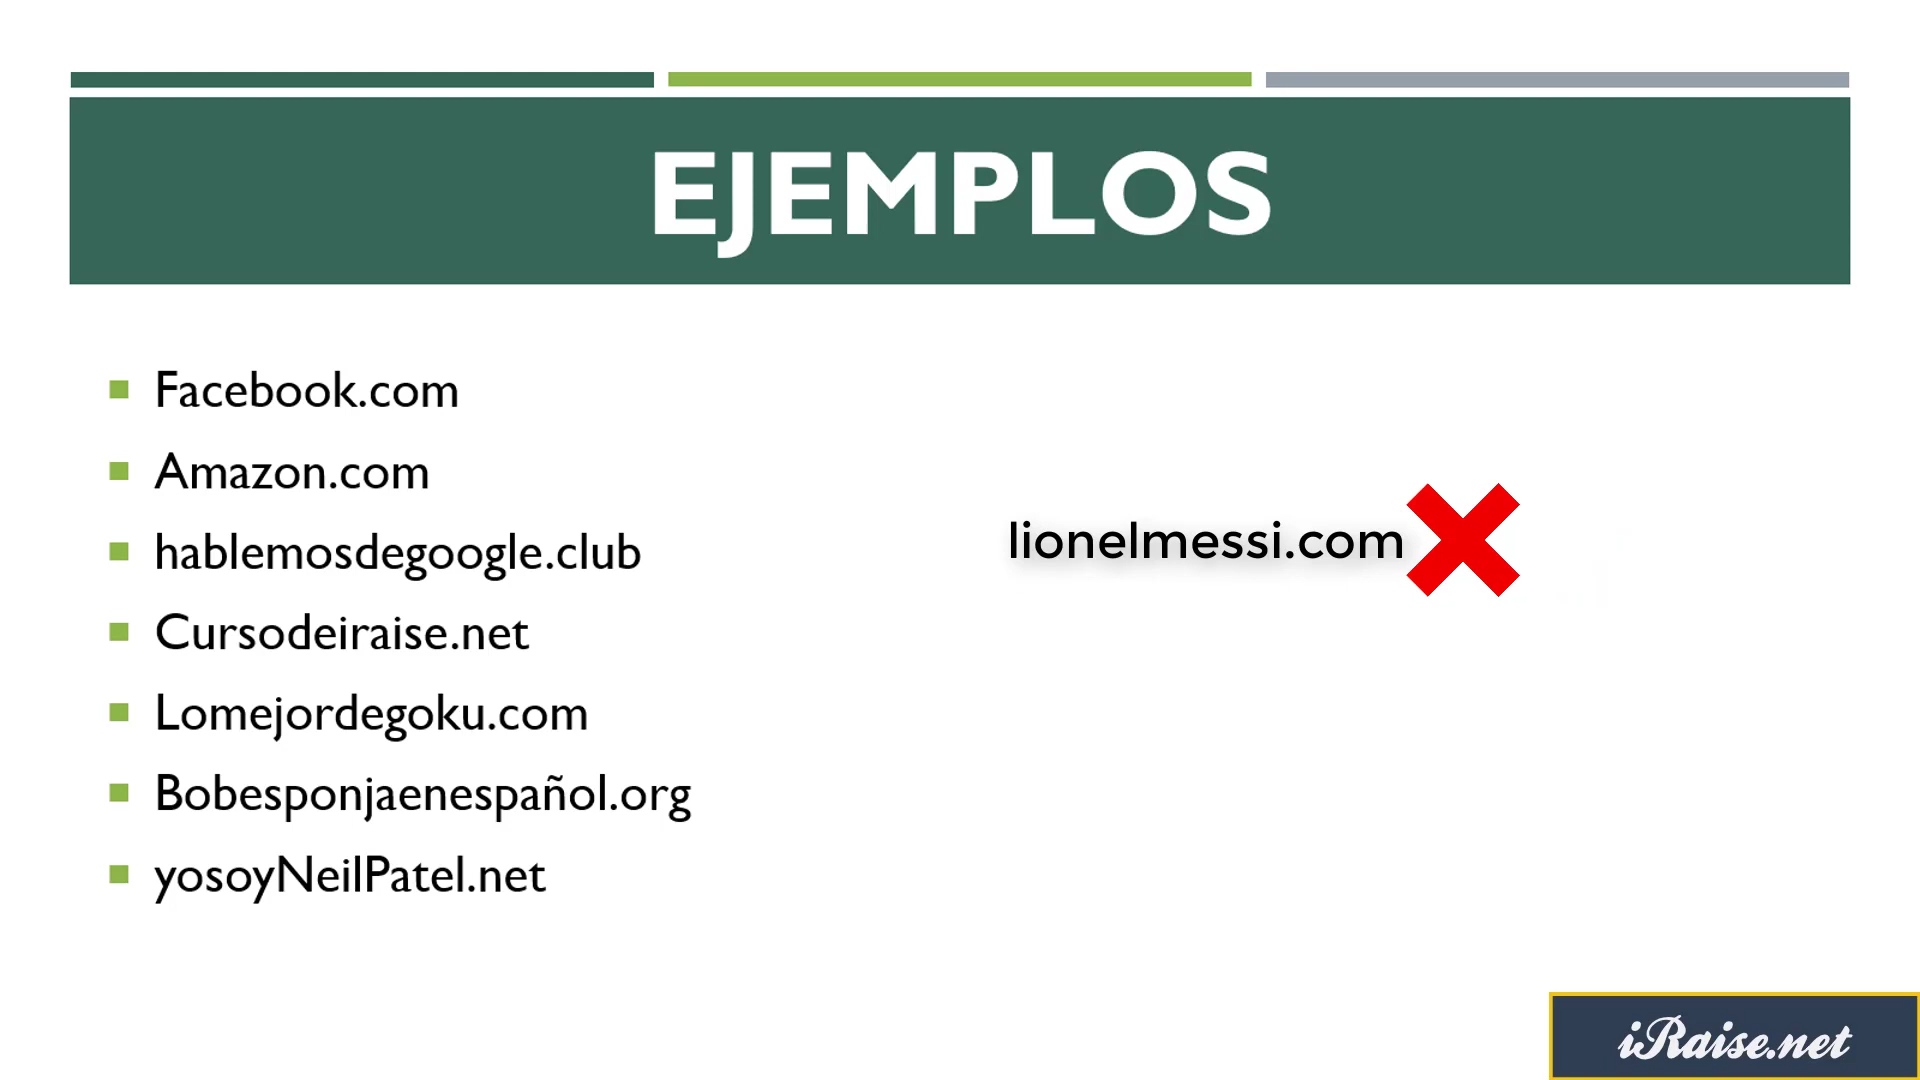 EJEMPLOS
Facebook.com
Amazon.com
hablemosdegoogle.club
Cursodeiraise.net
Lomejordegoku.com
Bobesponjaenespañol.org
yosoyNeilPatel.net
lionelmessi.com
iRaise.net